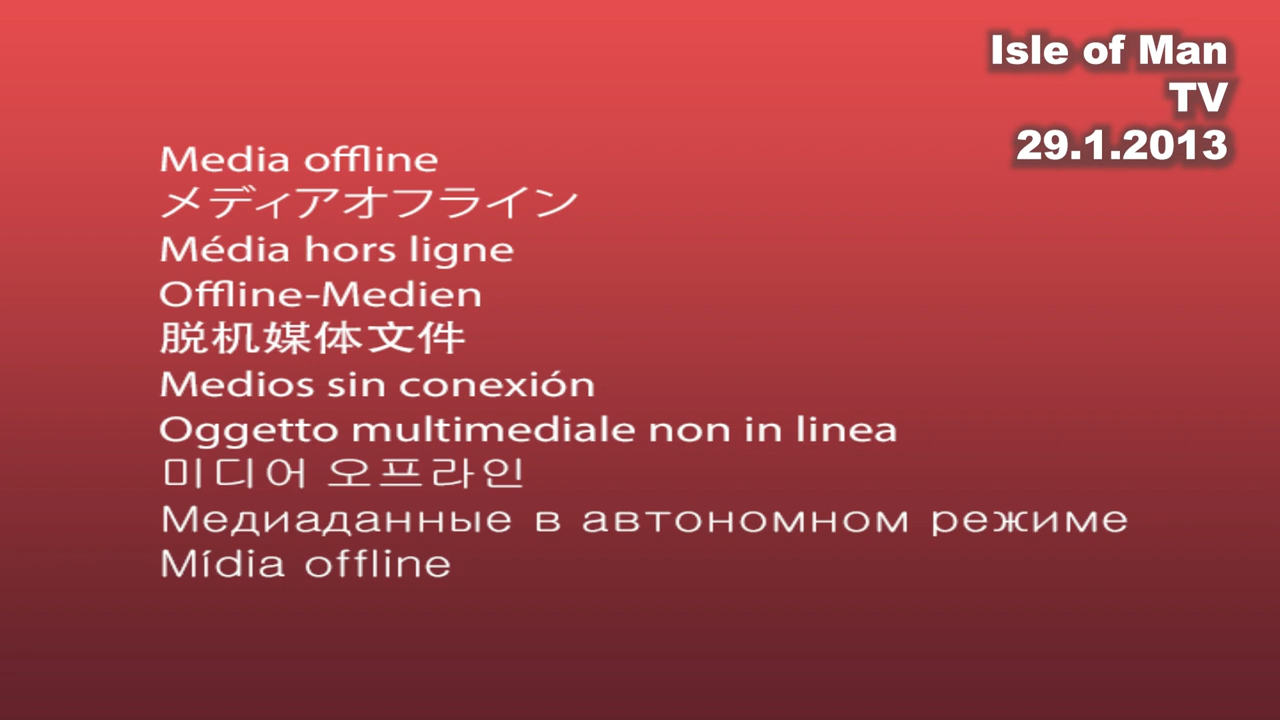 Isle of Man
TV
29.1.2013
Media offline
メディアオフライン
Média hors ligne
Offline-Medien
脱机媒体文件
Medios sin conexión
Oggetto multimediale non in linea
미디어 오프라인
Медиаданные в автономном режиме
Mídia offline